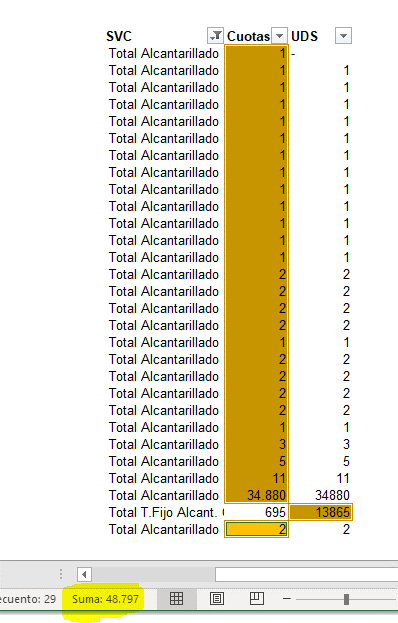 SVC Cuotas UDS
Total Alcantarillado 1 -
Total Alcantarillado 1 1
Total Alcantarillado 1 1
Total Alcantarillado 1 1
Total Alcantarillado 1 1
Total Alcantarillado 1 1
Total Alcantarillado 1 1
Total Alcantarillado 1 1
Total Alcantarillado 1 1
Total Alcantarillado 1 1
Total Alcantarillado 1 1
Total Alcantarillado 1 1
Total Alcantarillado 1 1
Total Alcantarillado 2 2
Total Alcantarillado 2 2
Total Alcantarillado 2 2
Total Alcantarillado 2 2
Total Alcantarillado 1 1
Total Alcantarillado 2 2
Total Alcantarillado 2 2
Total Alcantarillado 2 2
Total Alcantarillado 2 2
Total Alcantarillado 1 1
Total Alcantarillado 3 3
Total Alcantarillado 5 5
Total Alcantarillado 11 11
Total Alcantarillado 34.880 34880
Total T.Fijo Alcant. 695 13865
Total Alcantarillado 2 2
ecuento: 29 Suma: 48.797